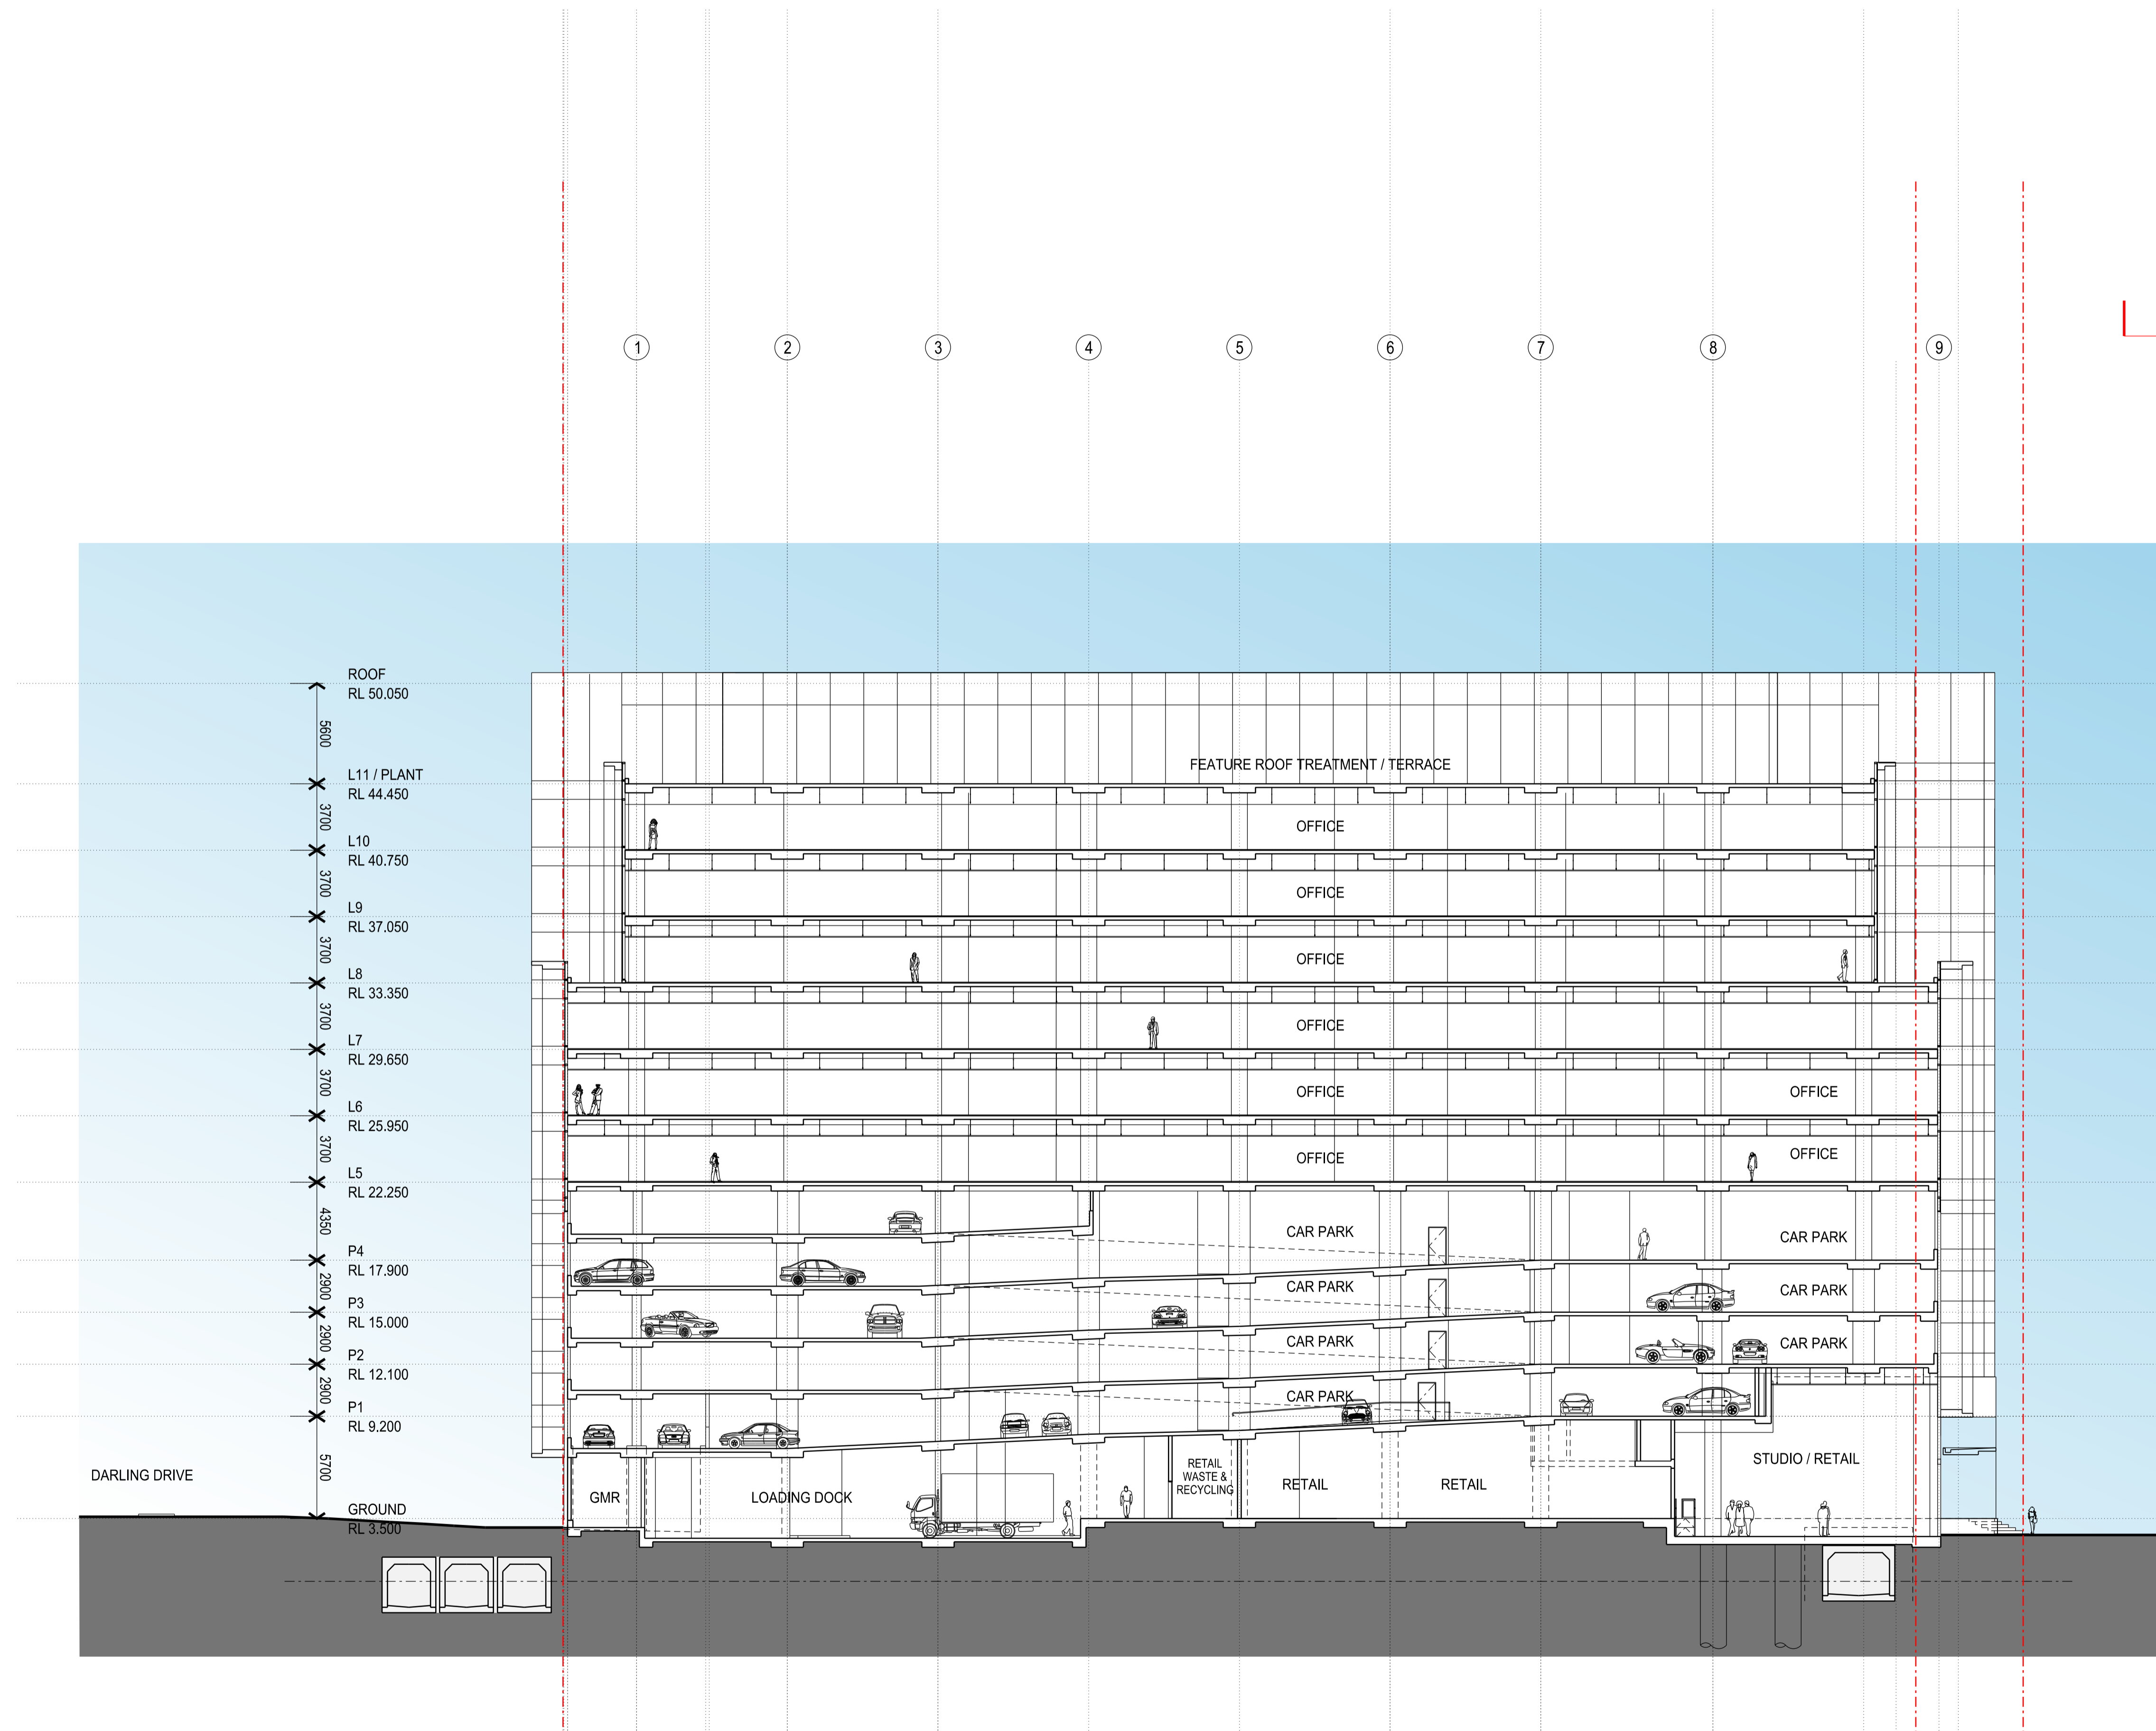 1 2 3 4 5 6 7 8 9
ROOF
RL 50.050
5600
FEATURE ROOF TREATMENT / TERRACE
L11 / PLANT
RL 44.450
3700
OFFICE
L10
RL 40.750
3700
OFFICE
L9
RL 37.050
3700
OFFICE
L8
RL 33.350
3700
OFFICE
L7
RL 29.650
3700
OFFICE OFFICE
L6
RL 25.950
3700
OFFICE OFFICE
L5
RL 22.250
4350
CAR PARK CAR PARK
P4
RL 17.900
2900
CAR PARK CAR PARK
P3
RL 15.000
2900
CAR PARK CAR PARK
P2
RL 12.100
2900
CAR PARK
P1
RL 9.200
5700
DARLING DRIVE
GMR
LOADING DOCK
RETAIL
WASTE &
RECYCLING
RETAIL
RETAIL
STUDIO / RETAIL
GROUND
RL 3.500